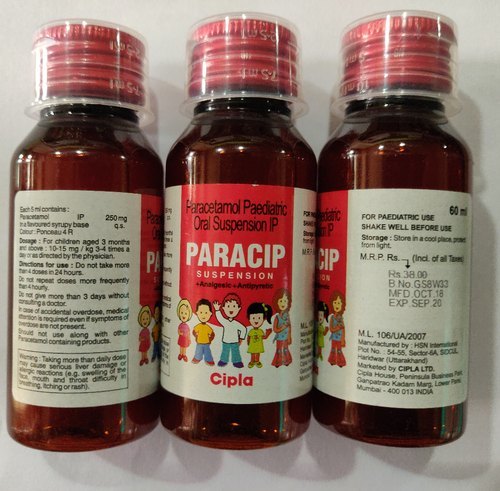 Each 5 ml contains :
Paracetamol IP 250 mg
In a flavoured syrupy base q.s.
Colour : Ponceau 4 R
Dosage : For children aged 3 months
and above : 10-15 mg / kg 3-4 times a
day or as directed by the physician.
Directions for use : Do not take more
than 4 doses in 24 hours.
Do not repeat doses more frequently
than 4 hourly.
Do not give more than 3 days without
consulting a doctor.
In case of accidental overdose, medical
attention is required even if symptoms of
overdose are not present.
Should not use along with other
Paracetamol containing products.
Warning : Taking more than daily dose
may cause serious liver damage or
allergic reactions (e.g. swelling of the
face, mouth and throat difficulty in
breathing, itching or rash).
Paracetamol Paediatric
Oral Suspension IP
PARACIP
SUSPENSION
Analgesic Antipyretic
Cipla
60 ml
FOR PAEDIATRIC USE
SHAKE WELL BEFORE USE
Storage : Store in a cool place, protect
from light.
M.R.P. Rs. (Incl. of all Taxes)
Rs.38.00
B.No.GS8W33
MFD.OCT.18
EXP.SEP.20
M.L. 106/UA/2007
Manufactured by : HSN International
Plot No. : 54-55, Sector-6A, SIDCUL,
Haridwar (Uttarakhand)
Marketed by CIPLA LTD.
Cipla House, Peninsula Business Park,
Ganpatrao Kadam Marg, Lower Parel,
Mumbai - 400 013 INDIA